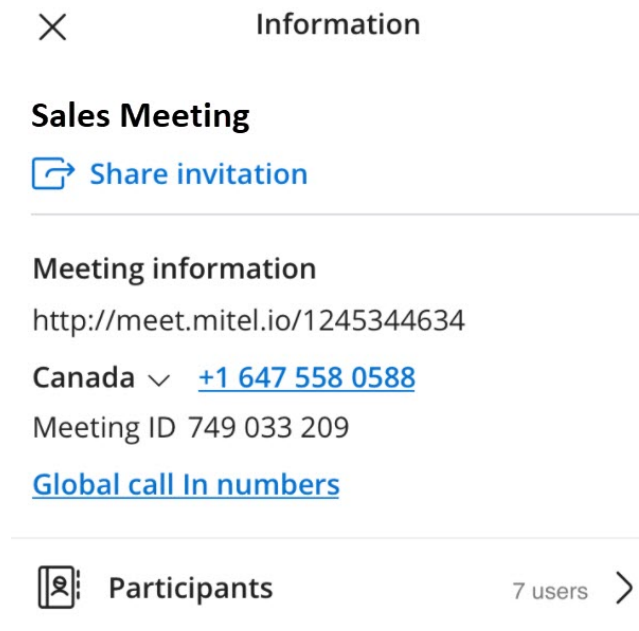 Information
Sales Meeting
Share invitation
Meeting information
http://meet.mitel.io/1245344634
Canada +1 647 558 0588
Meeting ID 749 033 209
Global call In numbers
Participants 7 users